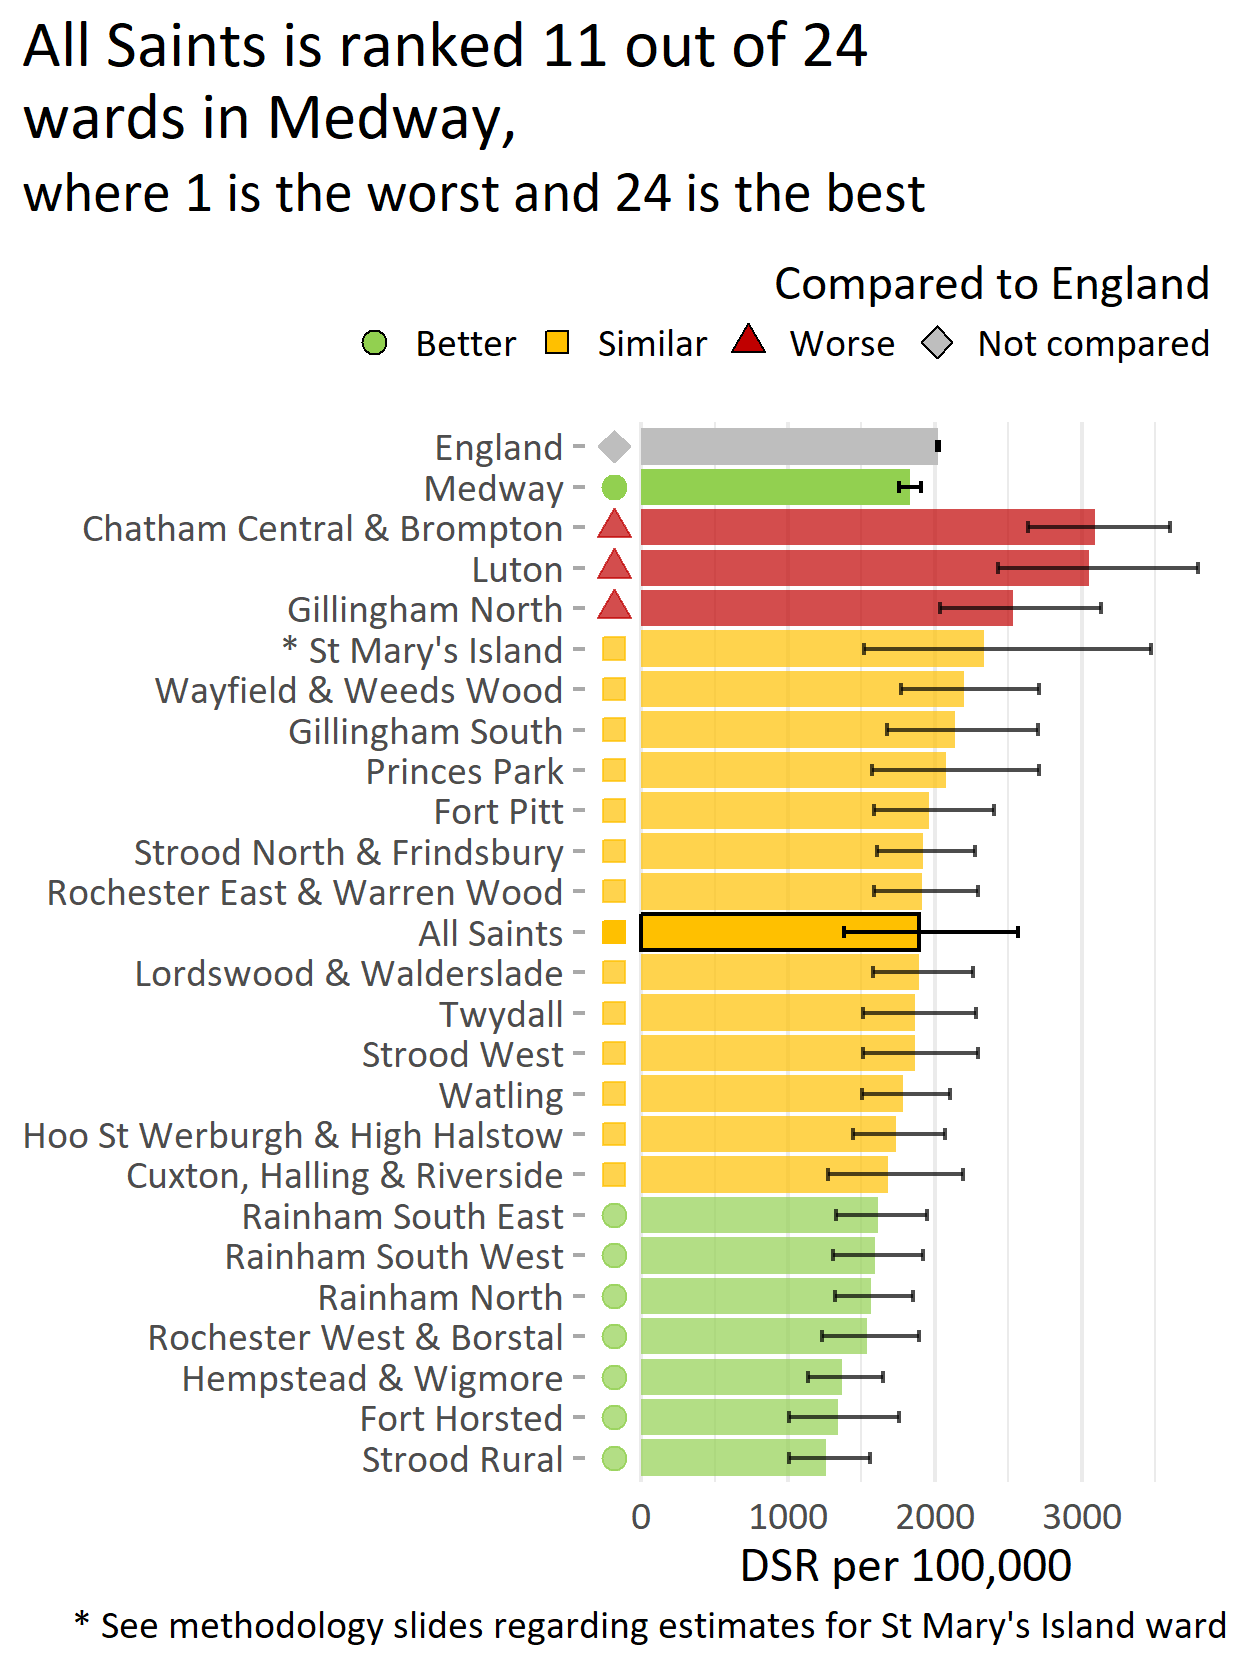 All Saints is ranked 11 out of 24
wards in Medway,
where 1 is the worst and 24 is the best
Compared to England
Better Similar Worse Not compared
England
Medway
Chatham Central & Brompton
Luton
Gillingham North
* St Mary's Island
Wayfield & Weeds Wood
Gillingham South
Princes Park
Fort Pitt
Strood North & Frindsbury
Rochester East & Warren Wood
All Saints
Lordswood & Walderslade
Twydall
Strood West
Watling
Hoo St Werburgh & High Halstow
Cuxton, Halling & Riverside
Rainham South East
Rainham South West
Rainham North
Rochester West & Borstal
Hempstead & Wigmore
Fort Horsted
Strood Rural
0 1000 2000 3000
DSR per 100,000
* See methodology slides regarding estimates for St Mary's Island ward